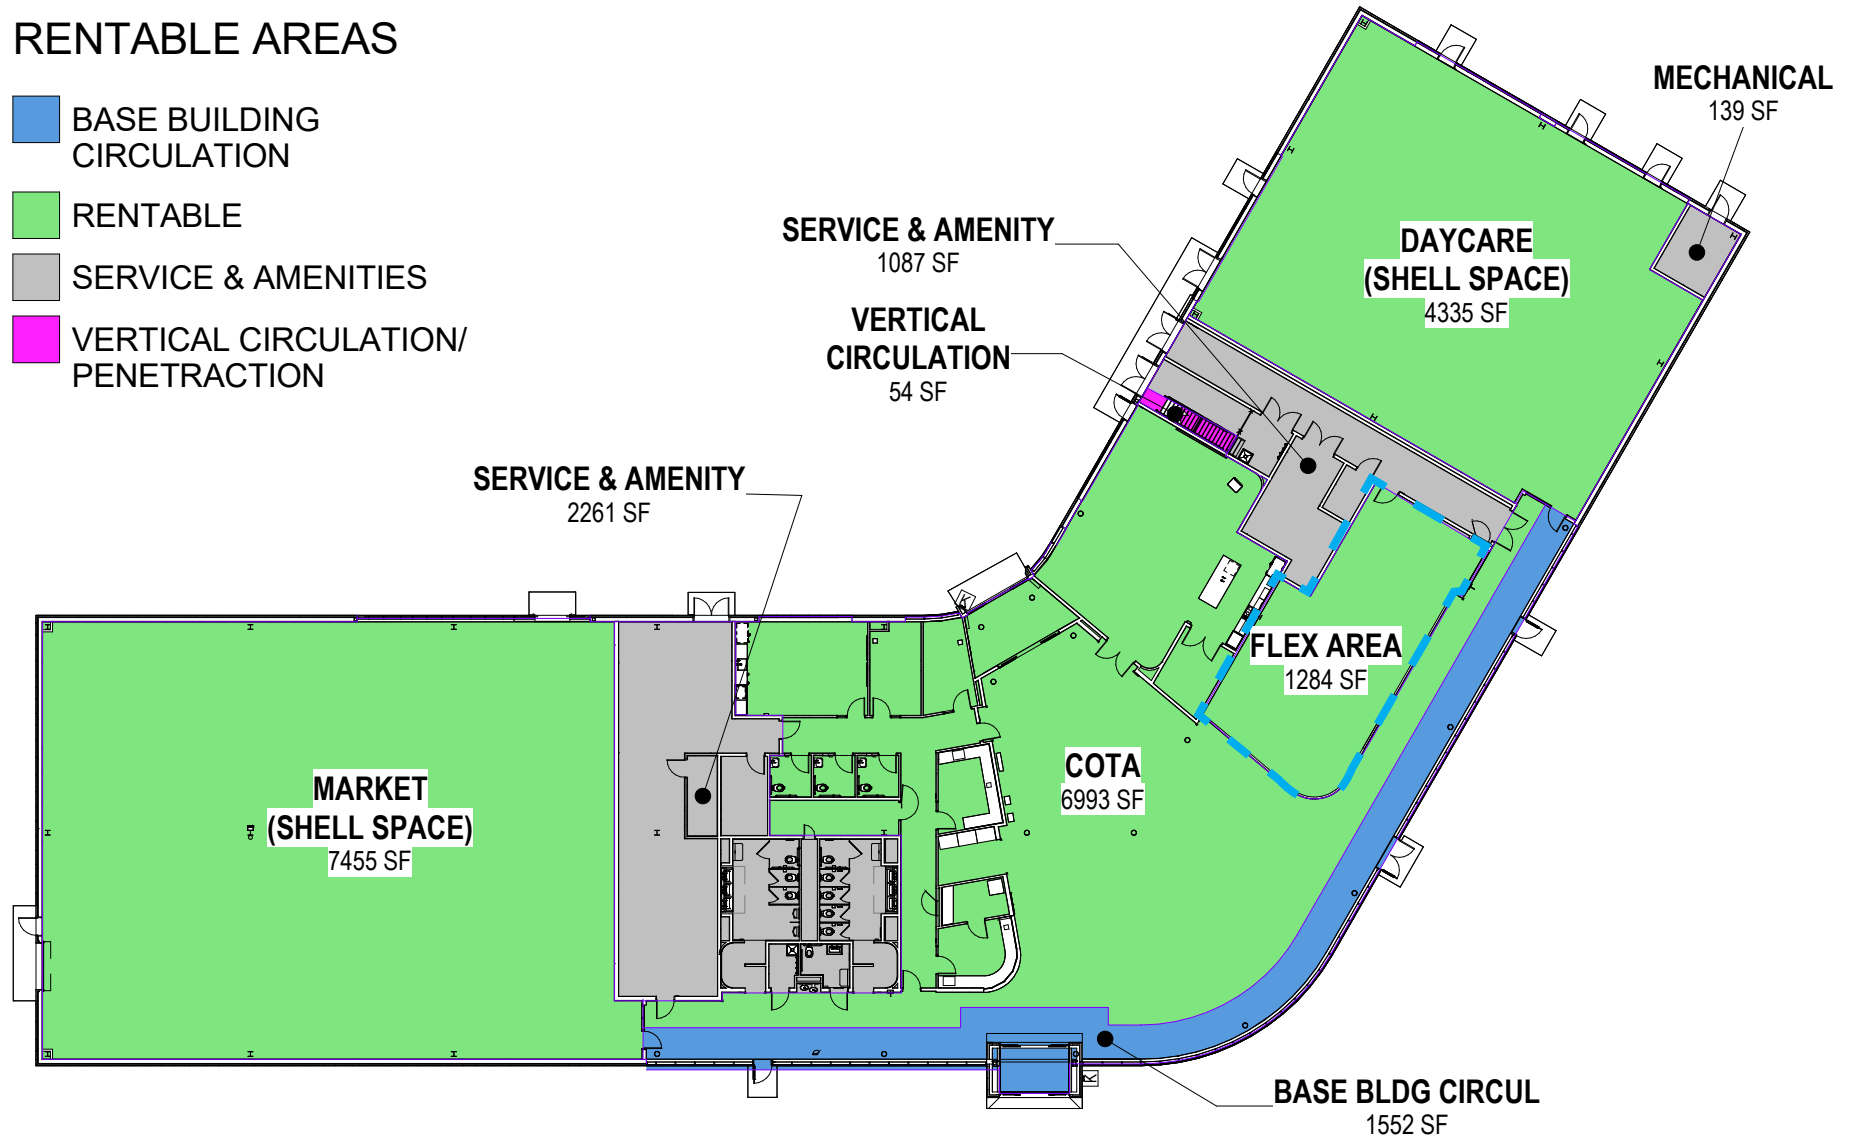 RENTABLE AREAS
BASE BUILDING
CIRCULATION
RENTABLE
SERVICE & AMENITIES
VERTICAL CIRCULATION/
PENETRACTION
MECHANICAL
139 SF
SERVICE & AMENITY
1087 SF
DAYCARE
(SHELL SPACE)
4335 SF
VERTICAL
CIRCULATION
54 SF
SERVICE & AMENITY
2261 SF
FLEX AREA
1284 SF
COTA
6993 SF
MARKET
(SHELL SPACE)
7455 SF
BASE BLDG CIRCUL
1552 SF